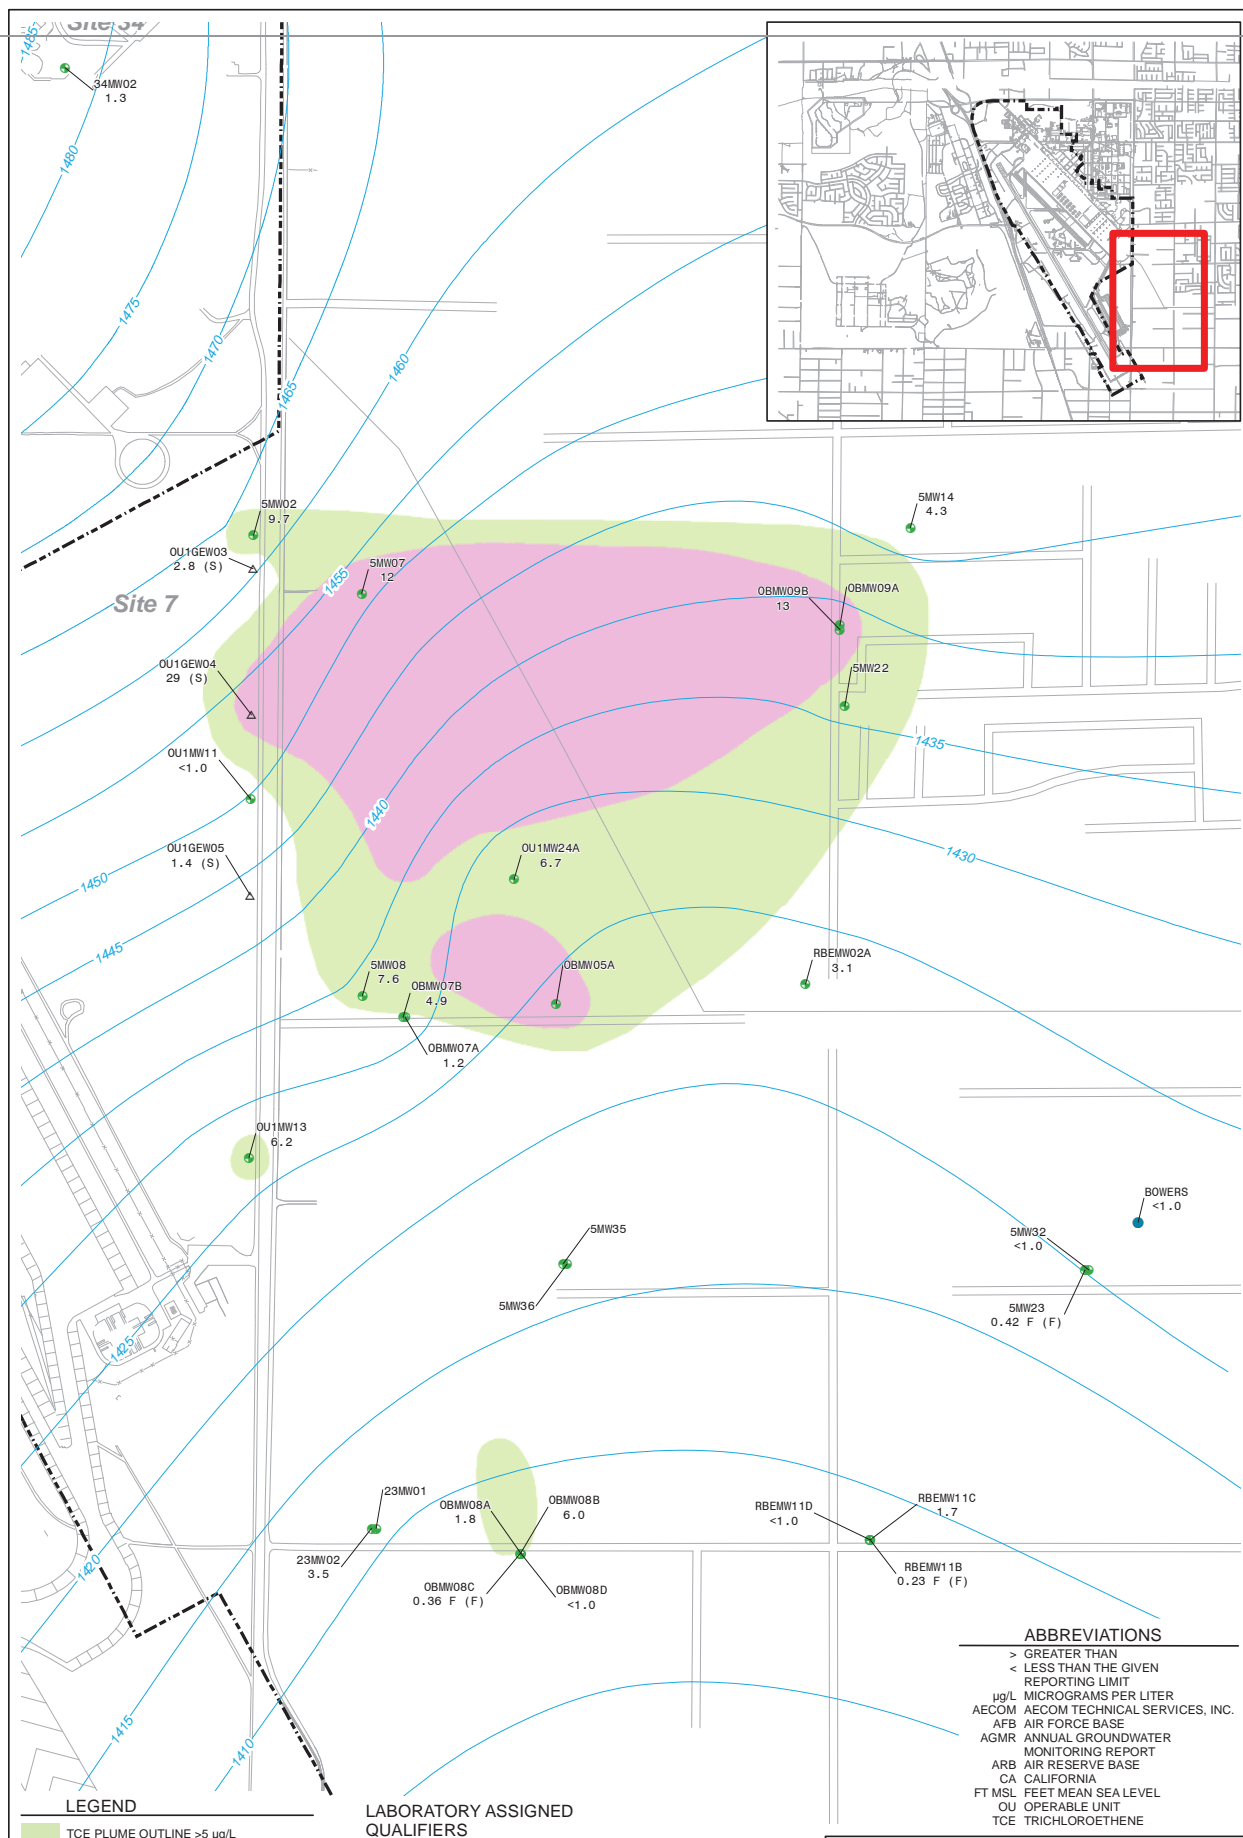 Site 34
1485
34MW02
1.3
1480
1475
1470
1465
1460
5MW02
9.7
OU1GEW03
2.8 (S)
Site 7
5MW07
12
1455
5MW14
4.3
OBMW09B
13
OBMW09A
OU1GEW04
29 (S)
5MW22
1435
OU1MW11
<1.0
1440
OU1GEW05
1.4 (S)
OU1MW24A
6.7
1430
1450
1445
5MW08
7.6
OBMW07B
4.9
OBMW05A
RBEMW02A
3.1
OBMW07A
1.2
OU1MW13
6.2
BOWERS
<1.0
5MW35
5MW32
<1.0
5MW36
5MW23
0.42 F (F)
1425
23MW01
OBMW08A
1.8
OBMW08B
6.0
RBEMW11D
<1.0
RBEMW11C
1.7
1420
23MW02
3.5
OBMW08C
0.36 F (F)
OBMW08D
<1.0
RBEMW11B
0.23 F (F)
1415
1410
ABBREVIATIONS
> GREATER THAN
< LESS THAN THE GIVEN
REPORTING LIMIT
µg/L MICROGRAMS PER LITER
AECOM AECOM TECHNICAL SERVICES, INC.
AFB AIR FORCE BASE
AGMR ANNUAL GROUNDWATER
MONITORING REPORT
ARB AIR RESERVE BASE
CA CALIFORNIA
FT MSL FEET MEAN SEA LEVEL
OU OPERABLE UNIT
TCE TRICHLOROETHENE
LEGEND
TCE PLUME OUTLINE >5 µg/L
LABORATORY ASSIGNED
QUALIFIERS